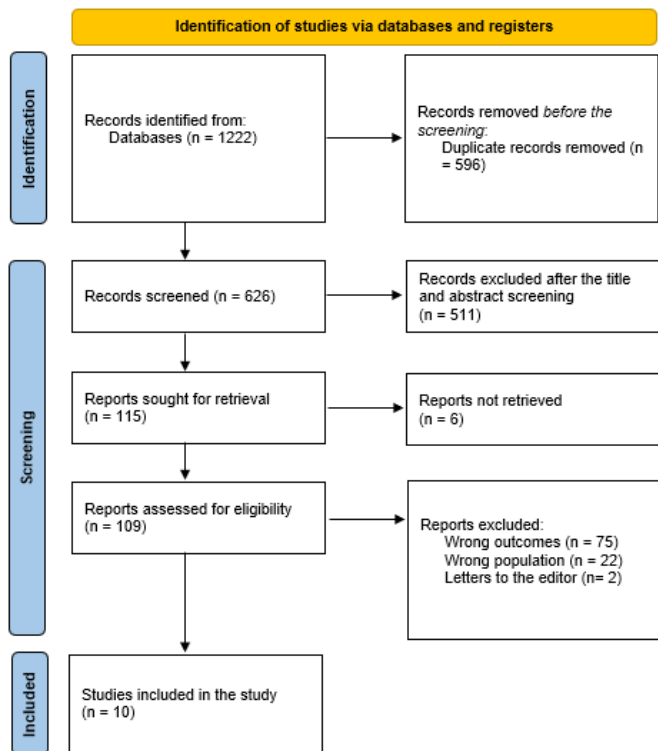 Identification of studies via databases and registers
Identification
Records identified from:
Databases (n = 1222)
Records removed before the
screening:
Duplicate records removed (n
= 596)
Screening
Records screened (n = 626)
Records excluded after the title
and abstract screening
(n = 511)
Reports sought for retrieval
(n = 115)
Reports not retrieved
(n = 6)
Reports assessed for eligibility
(n = 109)
Reports excluded:
Wrong outcomes (n = 75)
Wrong population (n = 22)
Letters to the editor (n= 2)
Included
Studies included in the study
(n = 10)